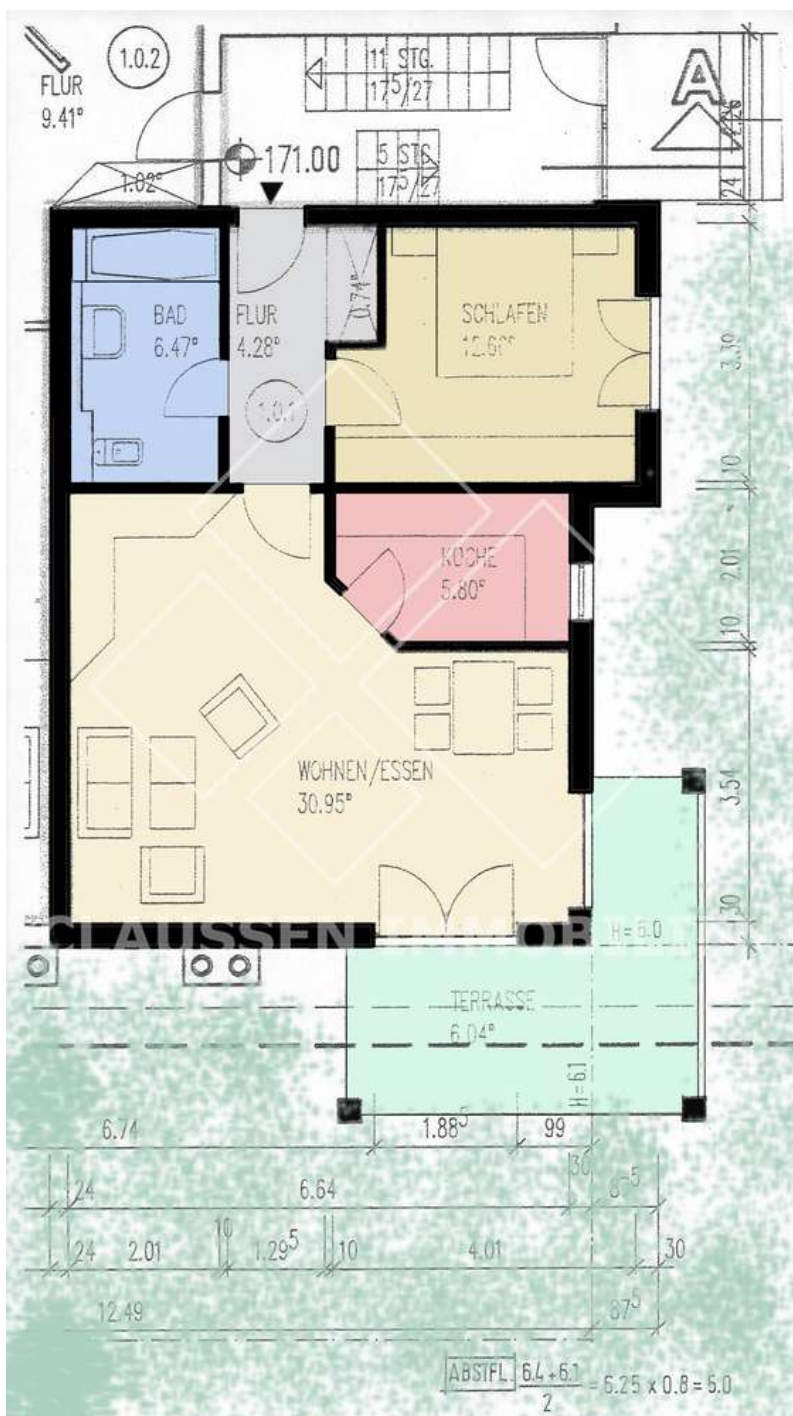 1.0.2
FLUR
9.41°
11 STG.
17⁵/27
A
171.00
5 STG
17⁵/27
1.02°
24
BAD
6.47°
FLUR
4.28°
0.74°
SCHLAFEN
3.39
1.0.1
10
KÜCHE
5.80°
2.01
10
WOHNEN/ESSEN
30.95°
3.54
30
CLAUSSEN
H=6.0
TERRASSE
6.04°
H=6.1
6.74
1.88⁵
99
24
6.64
30
24
2.01
10
1.29⁵
10
4.01
30
12.49
87⁵
ABSTFL. 6.4+6.1
2
= 6.25 x 0.8 = 5.0